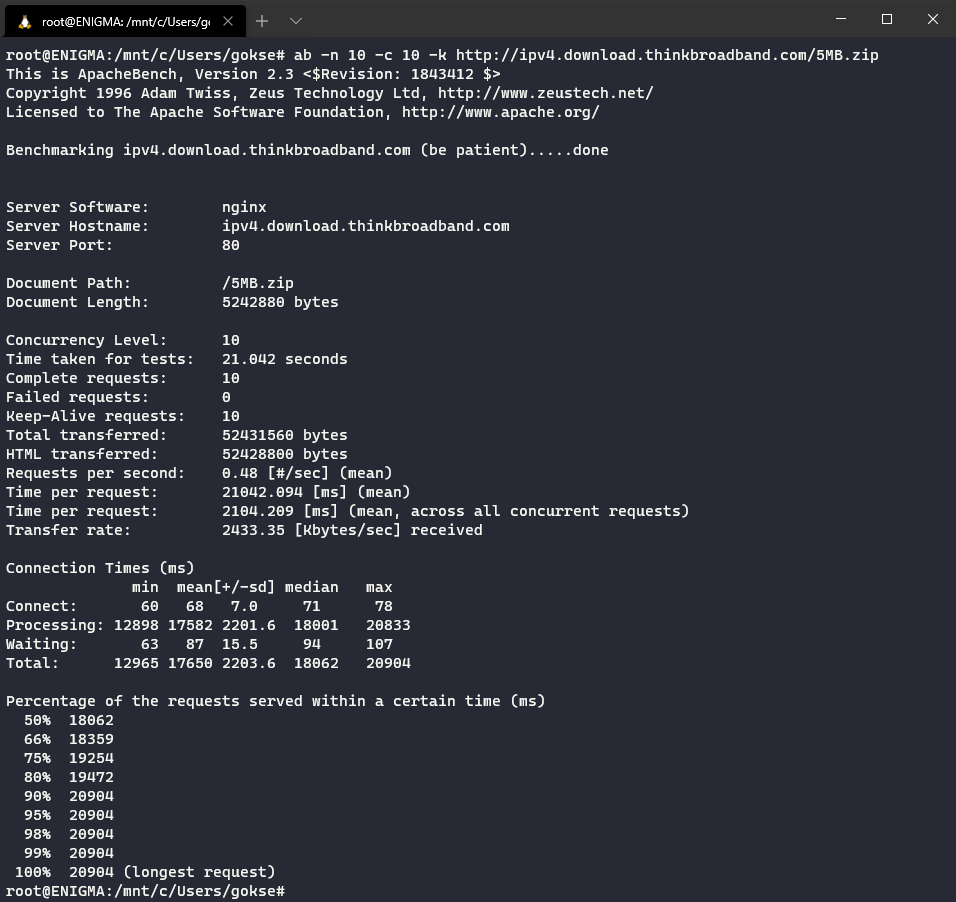 root@ENIGMA: /mnt/c/Users/g
root@ENIGMA:/mnt/c/Users/gokse# ab -n 10 -c 10 -k http://ipv4.download.thinkbroadband.com/5MB.zip
This is ApacheBench, Version 2.3 <$Revision: 1843412 $>
Copyright 1996 Adam Twiss, Zeus Technology Ltd, http://www.zeustech.net/
Licensed to The Apache Software Foundation, http://www.apache.org/

Benchmarking ipv4.download.thinkbroadband.com (be patient).....done


Server Software:        nginx
Server Hostname:        ipv4.download.thinkbroadband.com
Server Port:            80

Document Path:          /5MB.zip
Document Length:        5242880 bytes

Concurrency Level:      10
Time taken for tests:   21.042 seconds
Complete requests:      10
Failed requests:        0
Keep-Alive requests:    10
Total transferred:      52431560 bytes
HTML transferred:       52428800 bytes
Requests per second:    0.48 [#/sec] (mean)
Time per request:       21042.094 [ms] (mean)
Time per request:       2104.209 [ms] (mean, across all concurrent requests)
Transfer rate:          2433.35 [Kbytes/sec] received

Connection Times (ms)
              min  mean[+/-sd] median   max
Connect:       60   68   7.0     71      78
Processing: 12898 17582 2201.6  18001   20833
Waiting:       63   87  15.5     94     107
Total:      12965 17650 2203.6  18062   20904

Percentage of the requests served within a certain time (ms)
  50%  18062
  66%  18359
  75%  19254
  80%  19472
  90%  20904
  95%  20904
  98%  20904
  99%  20904
 100%  20904 (longest request)
root@ENIGMA:/mnt/c/Users/gokse#